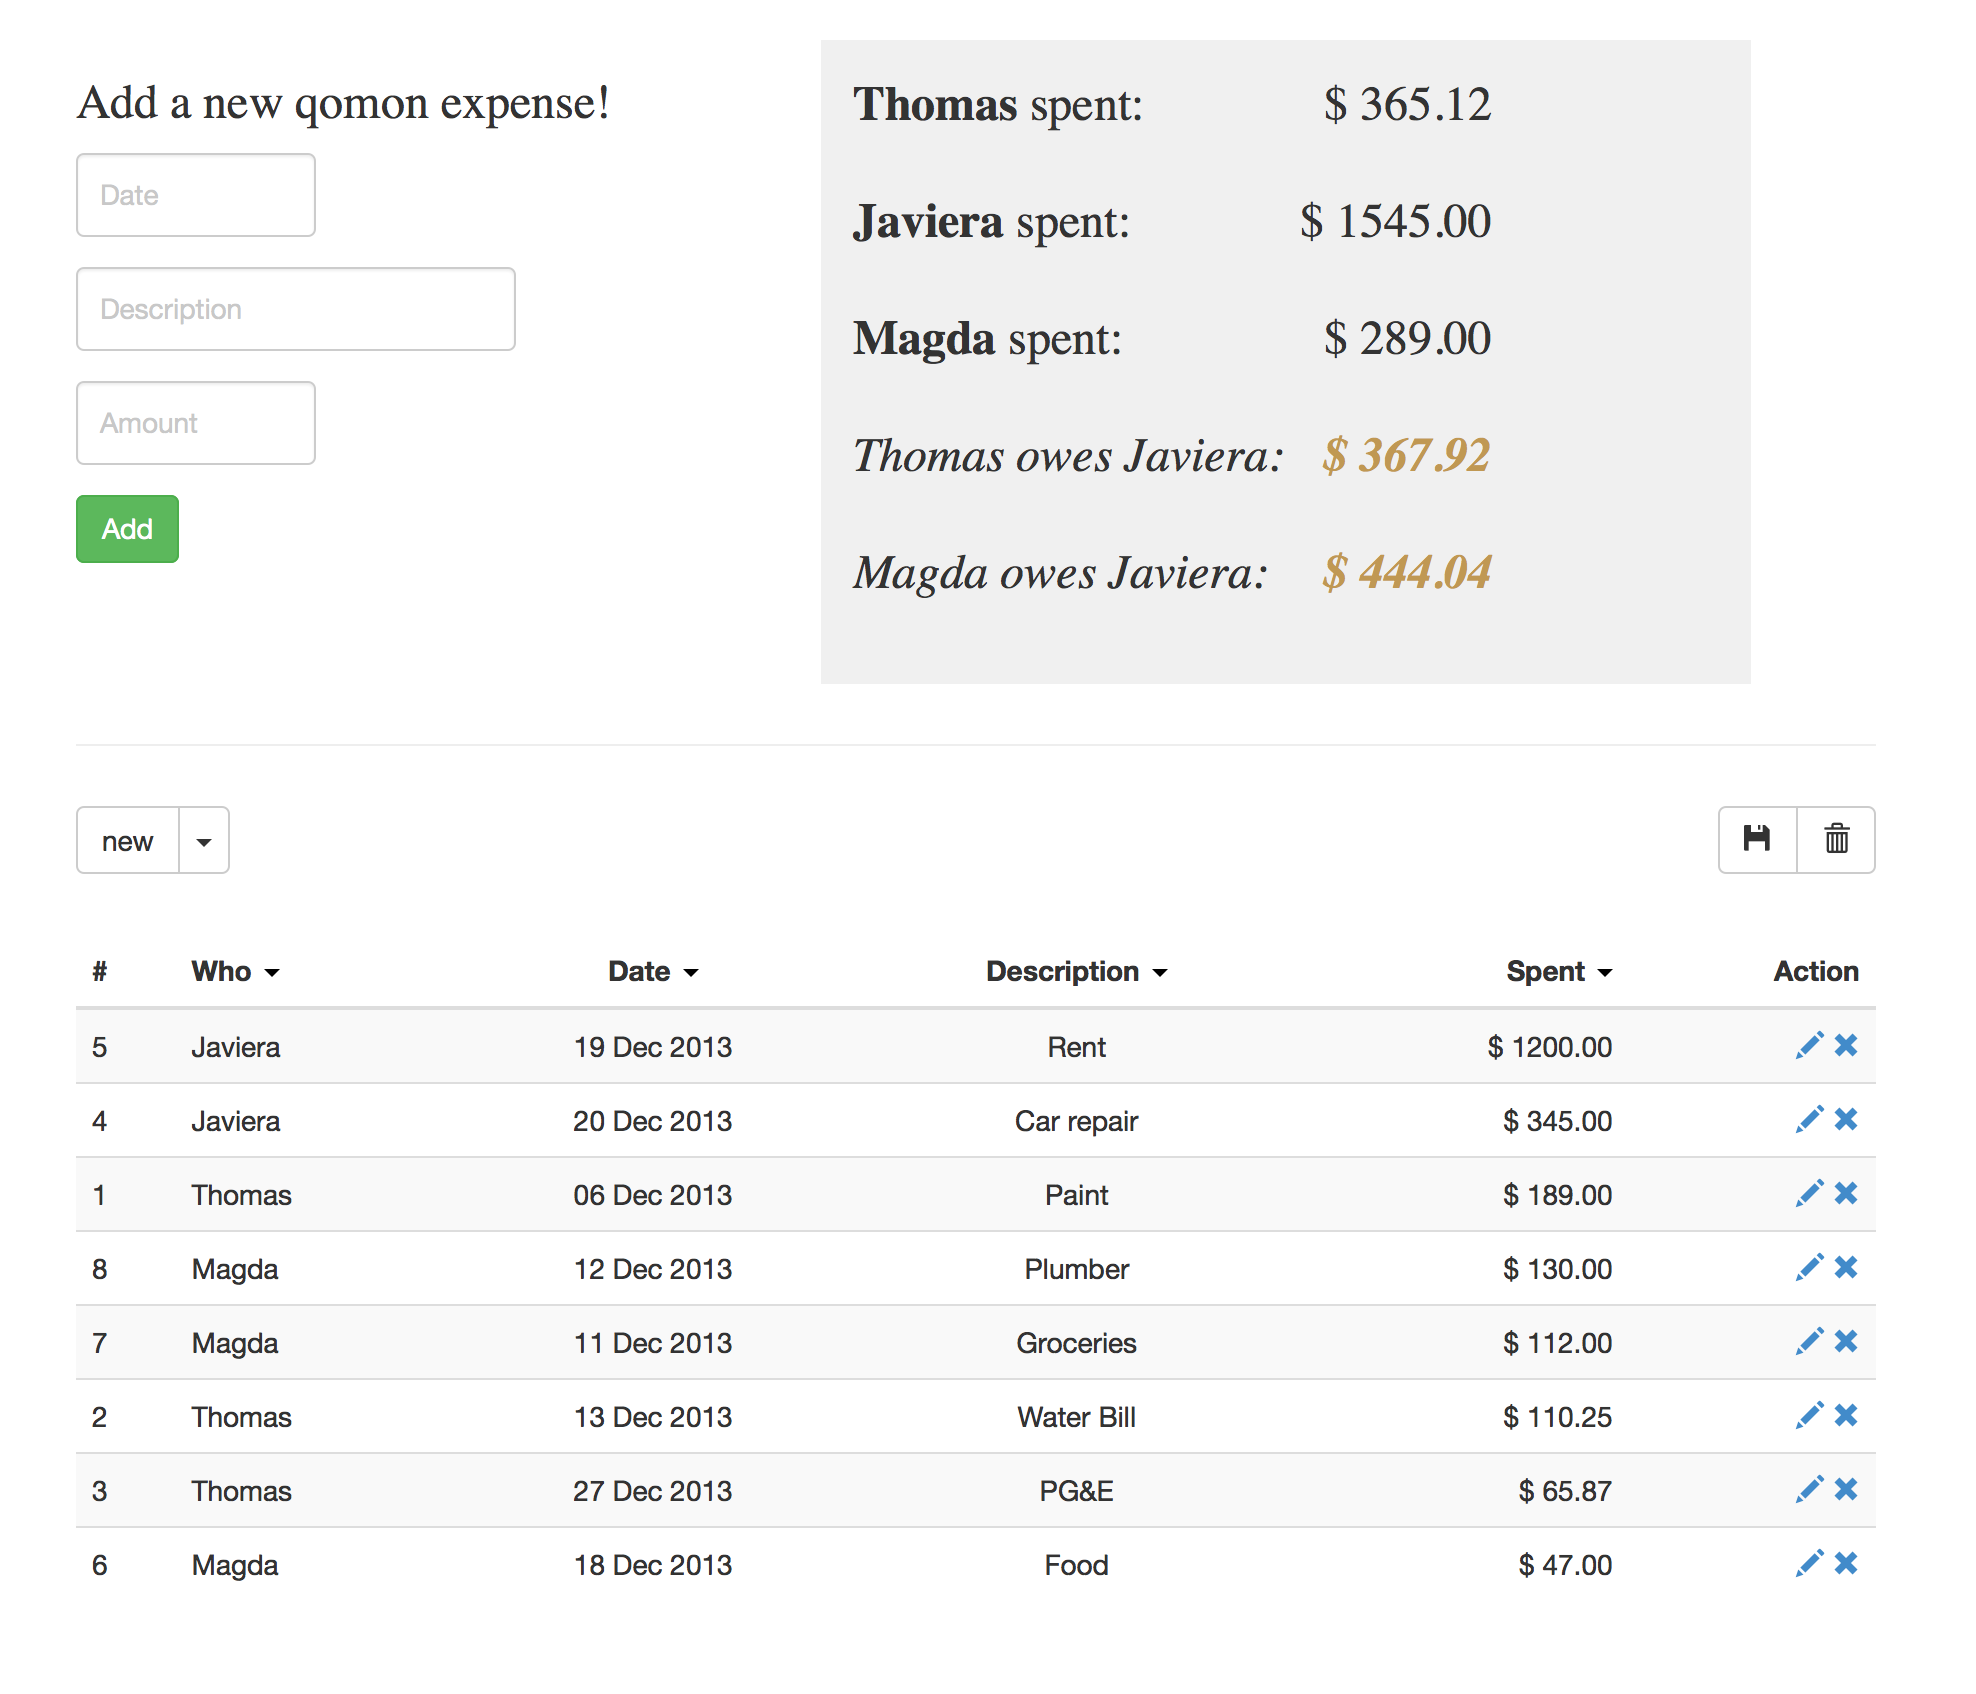 Add a new qomon expense!
Date
Description
Amount
Add
Thomas spent: $ 365.12
Javiera spent: $ 1545.00
Magda spent: $ 289.00
Thomas owes Javiera: $ 367.92
Magda owes Javiera: $ 444.04
new
# Who Date Description Spent Action
5 Javiera 19 Dec 2013 Rent $ 1200.00
4 Javiera 20 Dec 2013 Car repair $ 345.00
1 Thomas 06 Dec 2013 Paint $ 189.00
8 Magda 12 Dec 2013 Plumber $ 130.00
7 Magda 11 Dec 2013 Groceries $ 112.00
2 Thomas 13 Dec 2013 Water Bill $ 110.25
3 Thomas 27 Dec 2013 PG&E $ 65.87
6 Magda 18 Dec 2013 Food $ 47.00